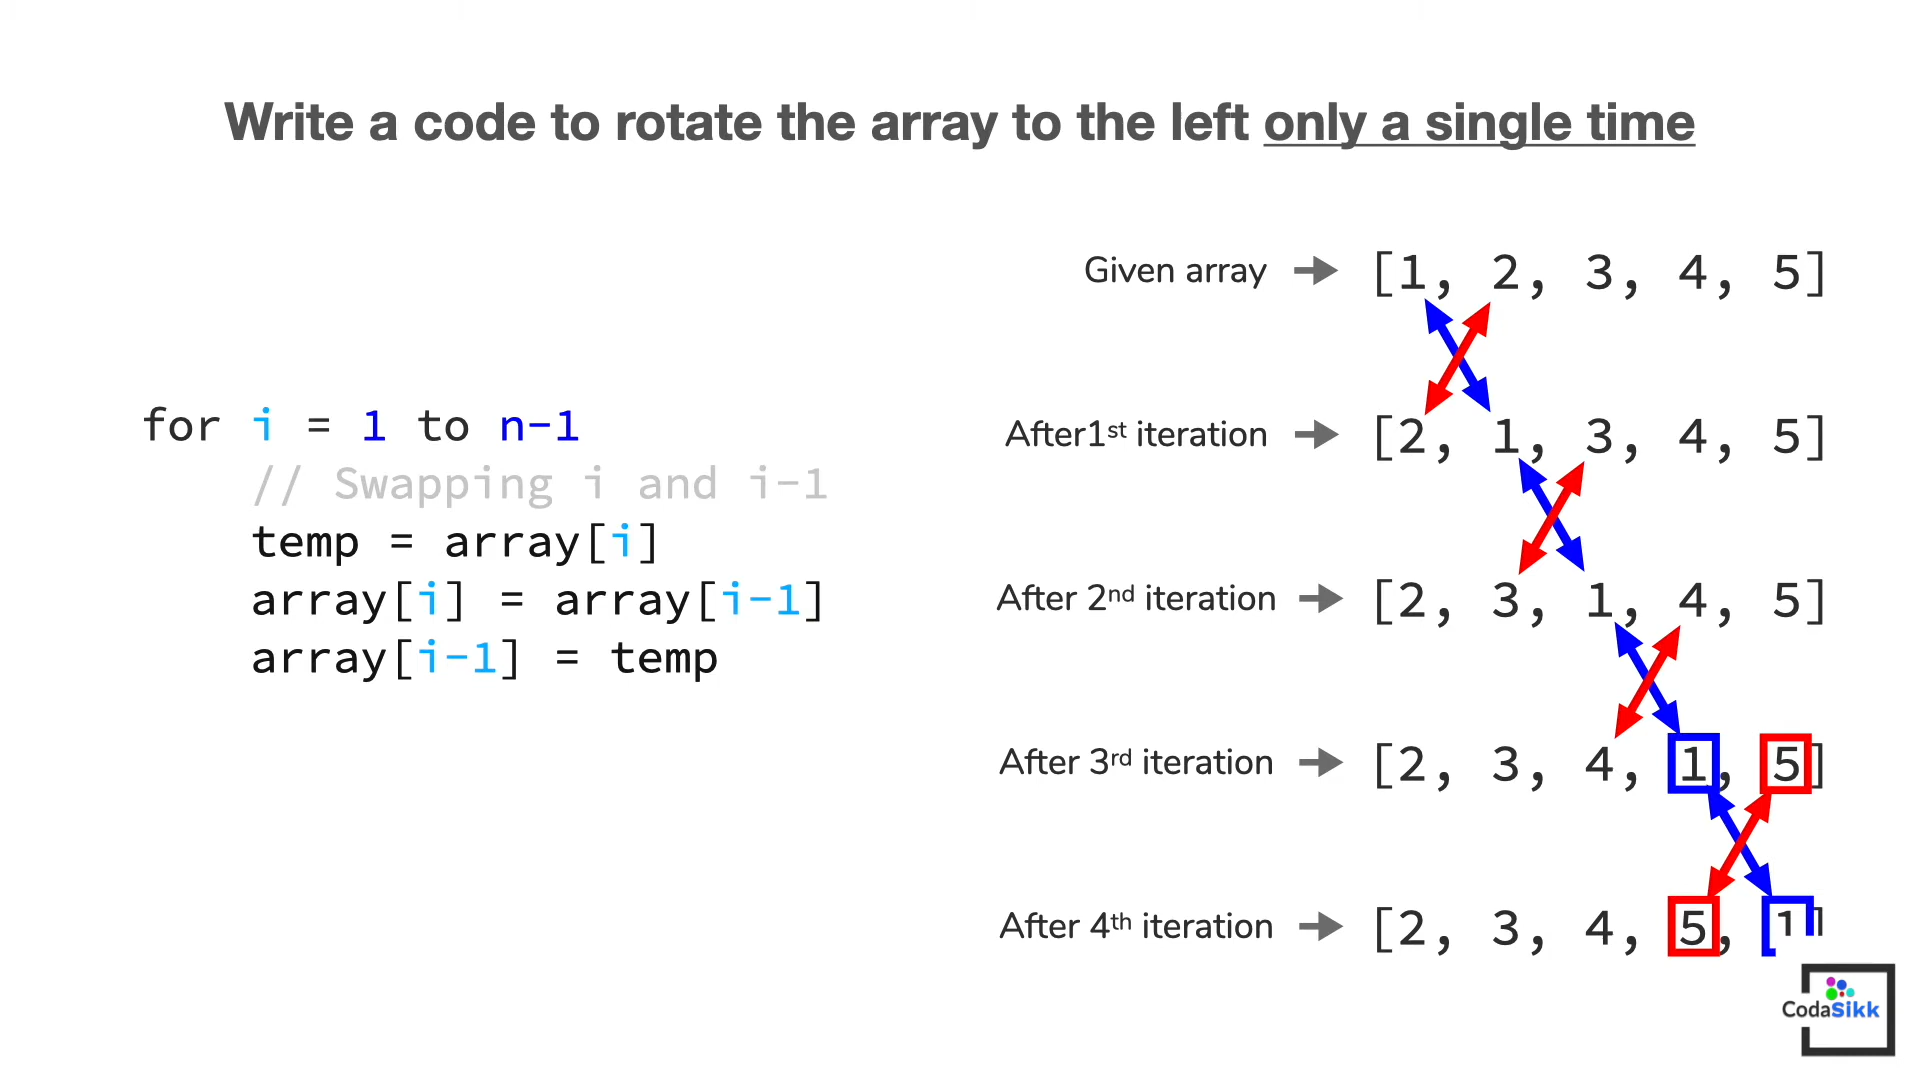 Write a code to rotate the array to the left only a single time
for i = 1 to n-1
// Swapping i and i-1
temp = array[i]
array[i] = array[i-1]
array[i-1] = temp
Given array [1, 2, 3, 4, 5]
After1st iteration [2, 1, 3, 4, 5]
After 2nd iteration [2, 3, 1, 4, 5]
After 3rd iteration [2, 3, 4, 1, 5]
After 4th iteration [2, 3, 4, 5, 1]
CodaSikk